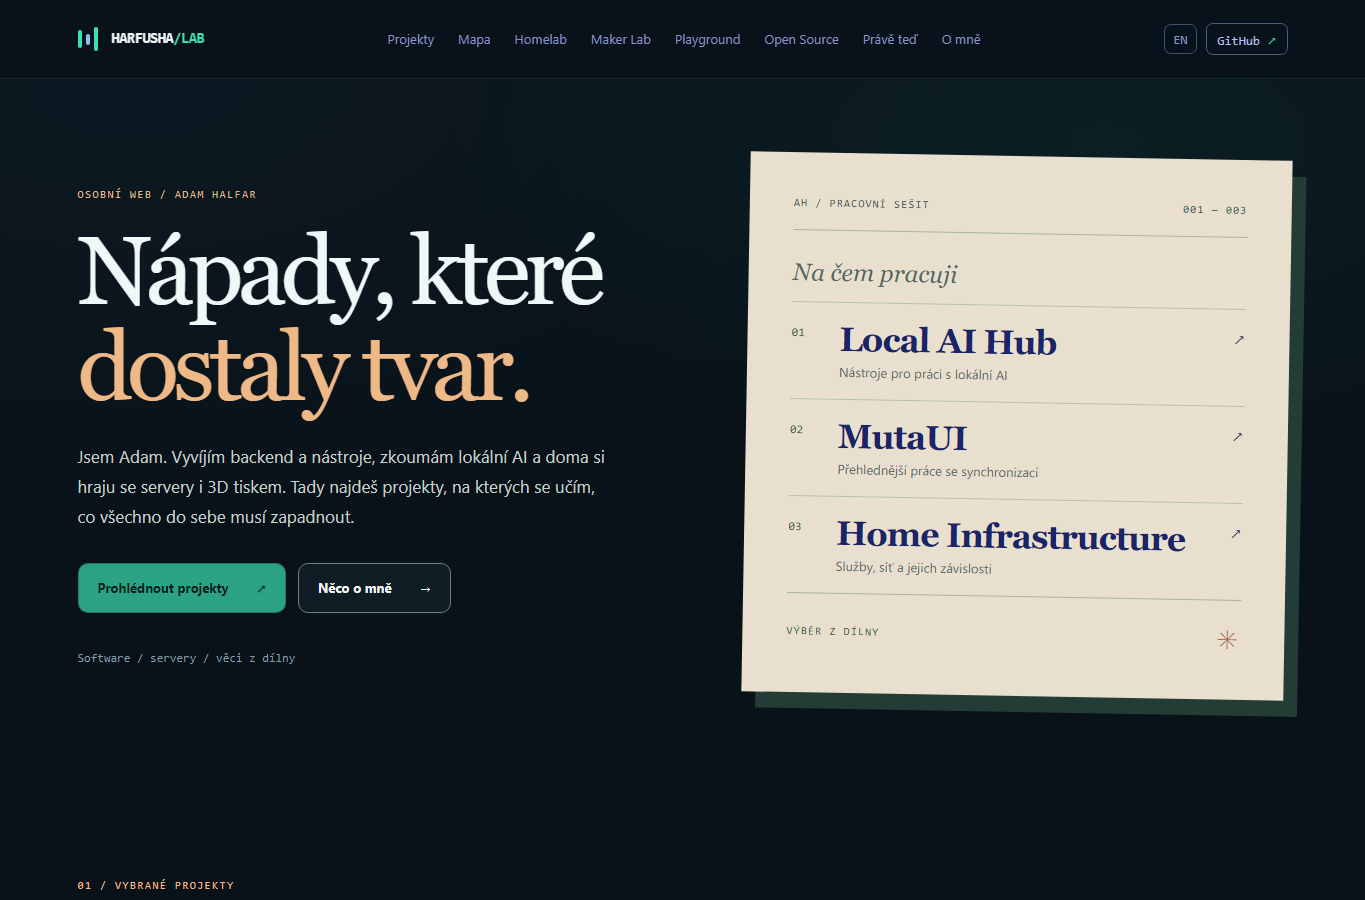 HARFUSHA/LAB
Projekty Mapa Homelab Maker Lab Playground Open Source Právě teď O mně
EN GitHub ↗
OSOBNÍ WEB / ADAM HALFAR
Nápady, které
dostaly tvar.
Jsem Adam. Vyvíjím backend a nástroje, zkoumám lokální AI a doma si
hraju se servery i 3D tiskem. Tady najdeš projekty, na kterých se učím,
co všechno do sebe musí zapadnout.
Prohlédnout projekty ↗
Něco o mně →
Software / servery / věci z dílny
AH / PRACOVNÍ SEŠIT 001 — 003
Na čem pracuji
01 Local AI Hub ↗
Nástroje pro práci s lokální AI
02 MutaUI ↗
Přehlednější práce se synchronizací
03 Home Infrastructure ↗
Služby, síť a jejich závislosti
VÝBĚR Z DÍLNY ✳
01 / VYBRANÉ PROJEKTY